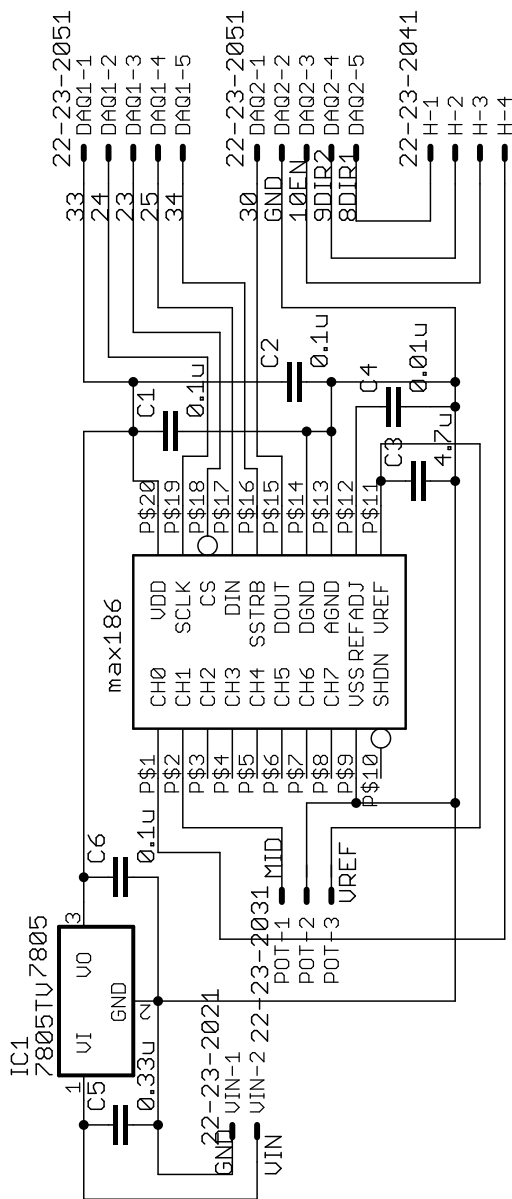 22-23-2051
DAQ1-1
DAQ1-2
DAQ1-3
DAQ1-4
DAQ1-5
33
24
23
25
34
22-23-2051
DAQ2-1
DAQ2-2
DAQ2-3
DAQ2-4
DAQ2-5
30
GND
10EN
9DIR2
8DIR1
22-23-2041
H-1
H-2
H-3
H-4
C1
0.1u
C2
0.1u
C4
0.01u
C3
4.7u
P$20
P$19
P$18
P$17
P$16
P$15
P$14
P$13
P$12
P$11
max186
VDD
SCLK
CS
DIN
SSTRB
DOUT
DGND
AGND
REFADJ
VREF
CH0
CH1
CH2
CH3
CH4
CH5
CH6
CH7
VSS
SHDN
P$1
P$2
P$3
P$4
P$5
P$6
P$7
P$8
P$9
P$10
C6
0.1u
MID
VREF
22-23-2031
POT-1
POT-2
POT-3
IC1
7805TV
7805
VI
VO
GND
1
2
3
C5
0.33u
22-23-2021
VIN-1
VIN-2
GND
VIN